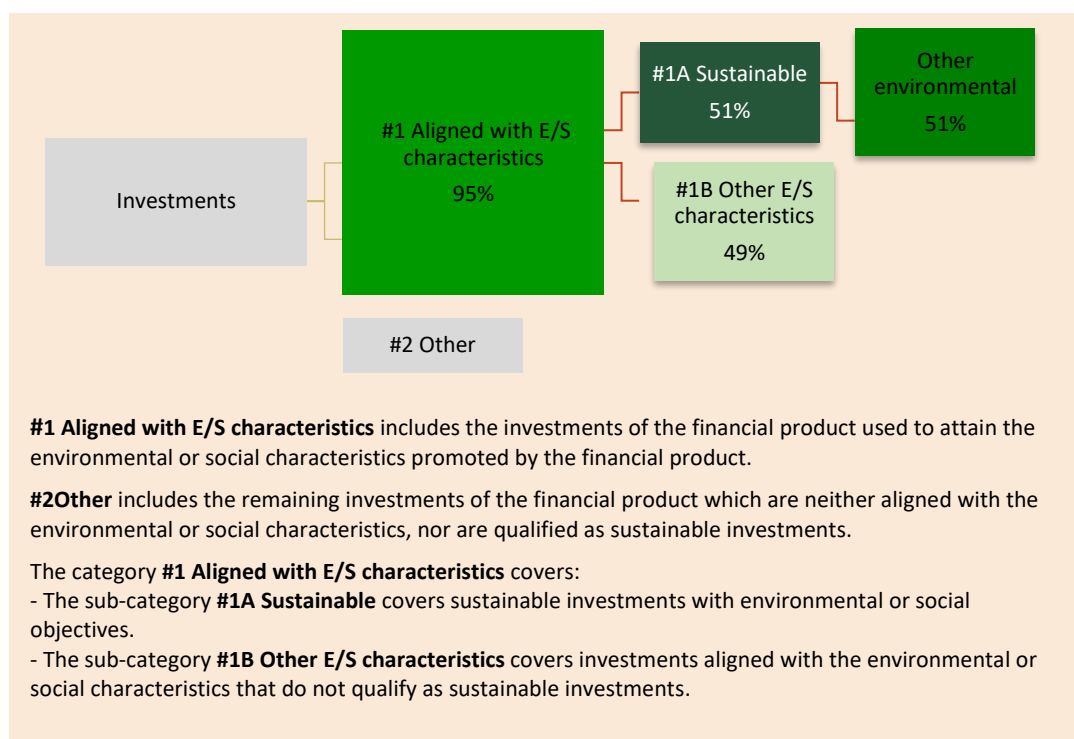 Investments
#1 Aligned with E/S
characteristics
95%
#1A Sustainable
51%
Other
environmental
51%
#1B Other E/S
characteristics
49%
#2 Other
#1 Aligned with E/S characteristics includes the investments of the financial product used to attain the
environmental or social characteristics promoted by the financial product.
#2Other includes the remaining investments of the financial product which are neither aligned with the
environmental or social characteristics, nor are qualified as sustainable investments.
The category #1 Aligned with E/S characteristics covers:
- The sub-category #1A Sustainable covers sustainable investments with environmental or social
objectives.
- The sub-category #1B Other E/S characteristics covers investments aligned with the environmental or
social characteristics that do not qualify as sustainable investments.